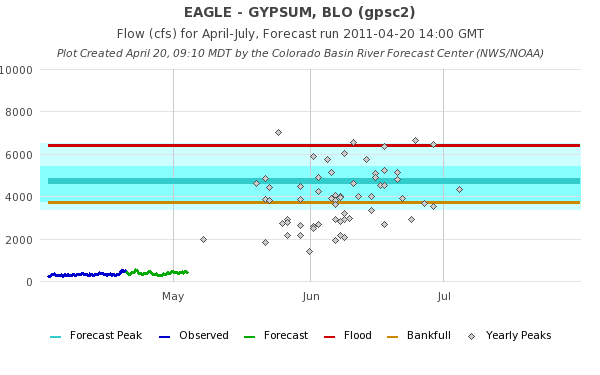 EAGLE - GYPSUM, BLO (gpsc2)
Flow (cfs) for April-July, Forecast run 2011-04-20 14:00 GMT
Plot Created April 20, 09:10 MDT by the Colorado Basin River Forecast Center (NWS/NOAA)
10000
8000
6000
4000
2000
0
May Jun Jul
Forecast Peak Observed Forecast Flood Bankfull Yearly Peaks